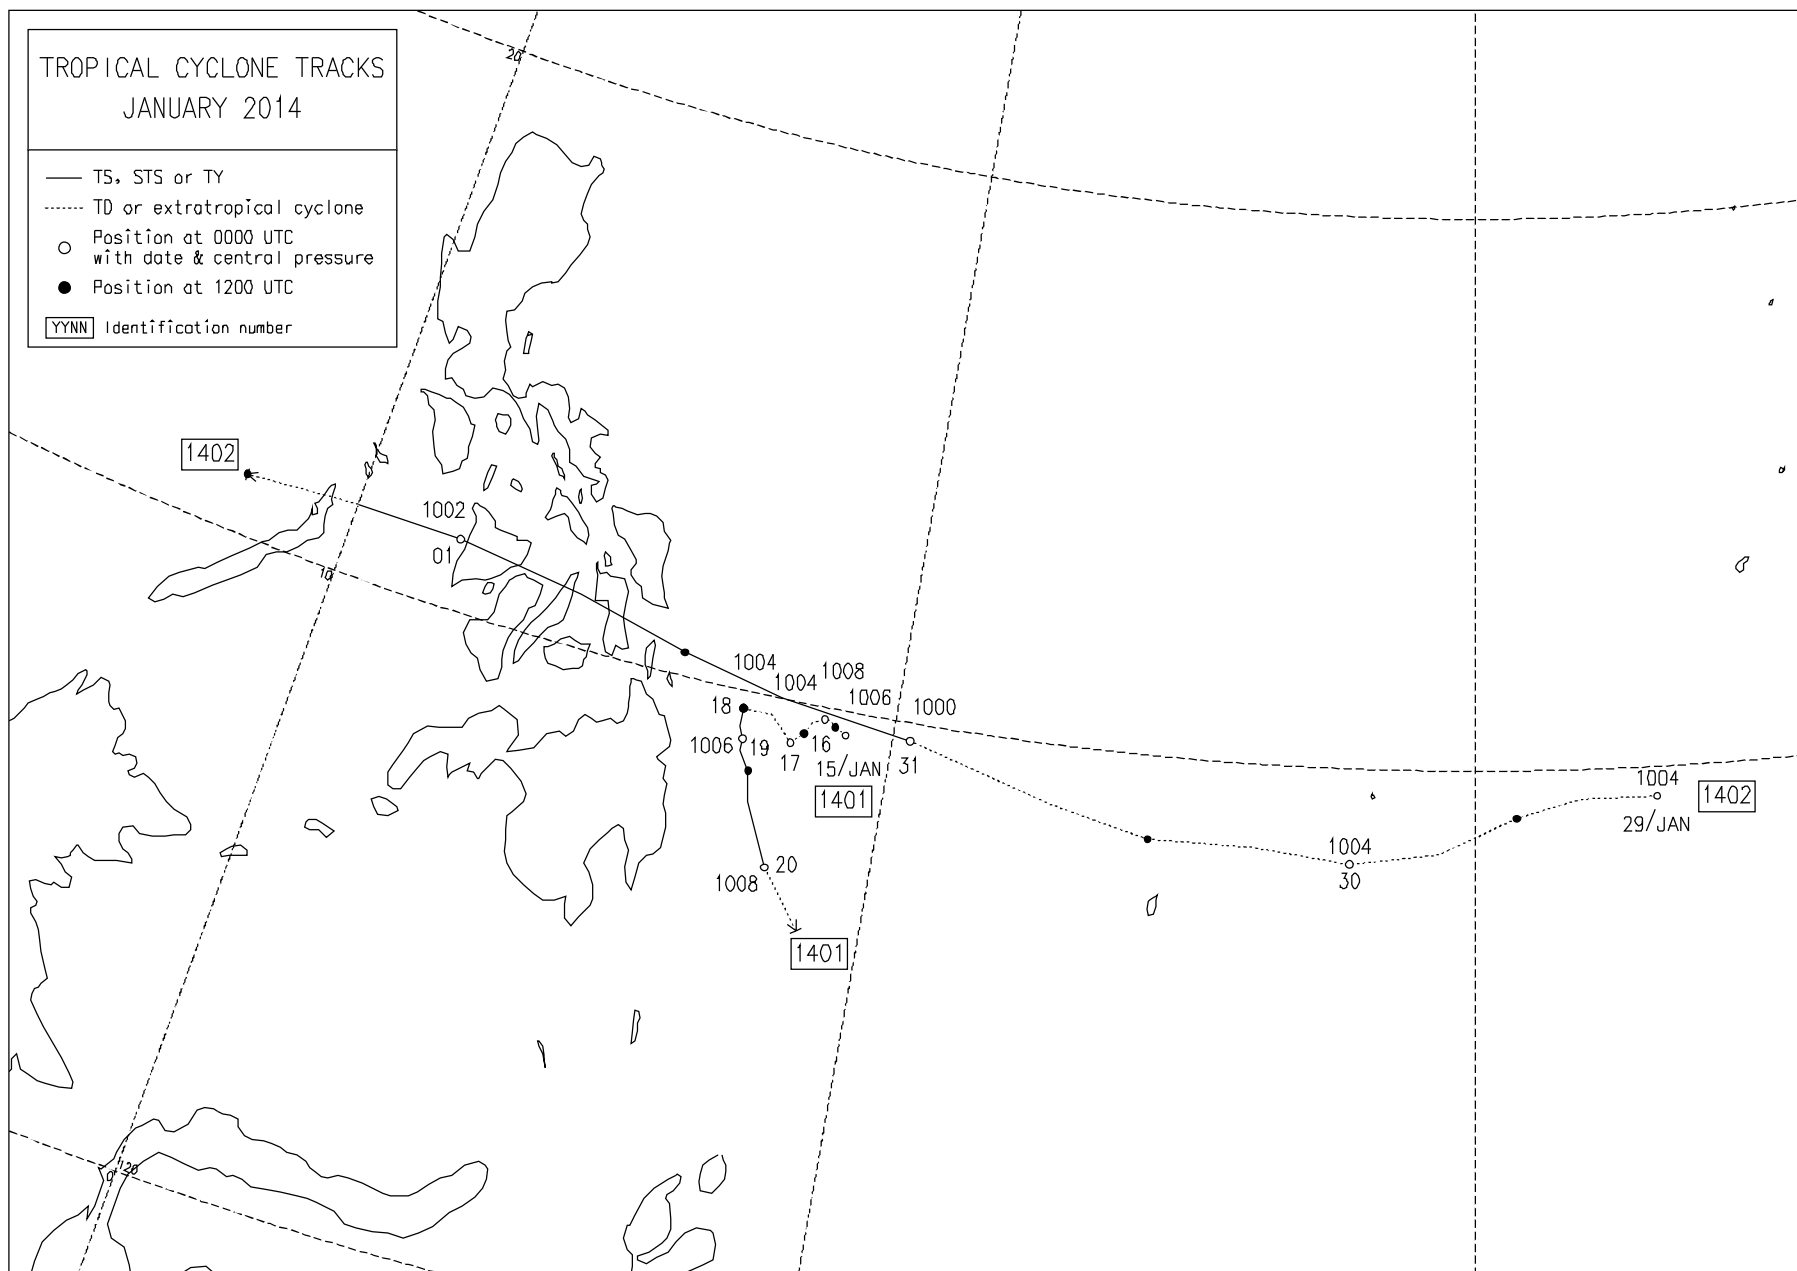 TROPICAL CYCLONE TRACKS
JANUARY 2014
TS, STS or TY
TD or extratropical cyclone
Position at 0000 UTC
with date & central pressure
Position at 1200 UTC
YYNN Identification number
20
1402
1002
01
10
1004
1008
1004
1006
1000
18
1006
19
17
16
15/JAN
31
1401
1004
1402
29/JAN
1004
30
20
1008
1401
0
120